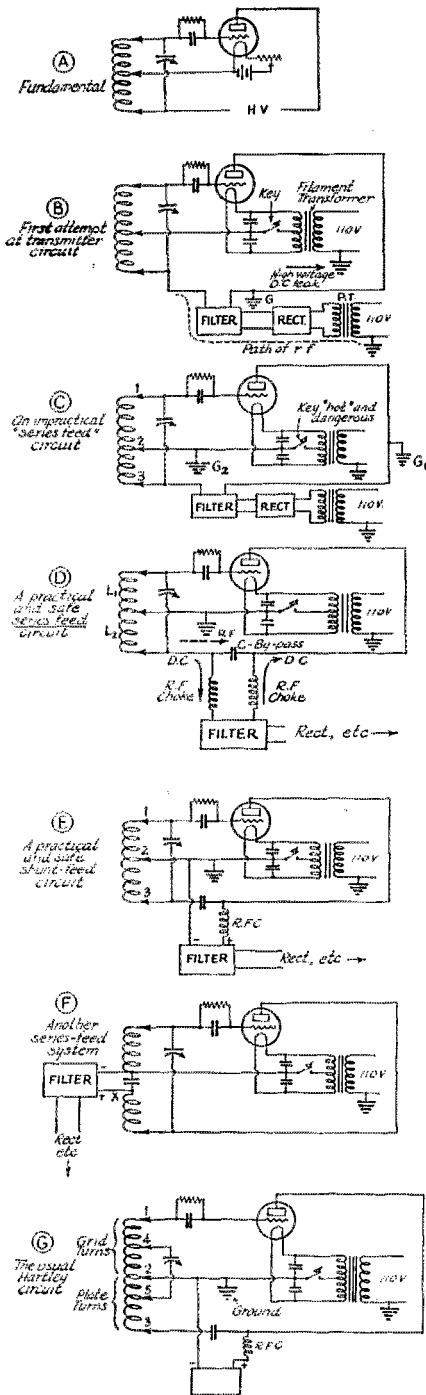 A
Fundamental
H V
B
First attempt
at transmitter
circuit
Key
Filament
Transformer
110V
High voltage
D.C leak
G
P.T.
FILTER
RECT.
110V
Path of r f
C
An impractical
"series feed"
circuit
1
2
3
Key "hot" and
dangerous
110V
G₂
G₁
FILTER
RECT
110V
D
A practical
and safe
series feed
circuit
L₁
L₂
110V
R.F
C-By-pass
D.C
D C
R.F
Choke
R.F
Choke
FILTER
Rect, etc
E
A practical
and safe
shunt-feed
circuit
1
2
3
110V
R.F.C
- +
FILTER
Rect, etc
F
Another
series-feed
system
FILTER
-
+ X
Rect
etc
110V
G
The usual
Hartley
circuit
Grid
Turns
Plate
Turns
1
4
2
5
3
110V
Ground
R F C
- +